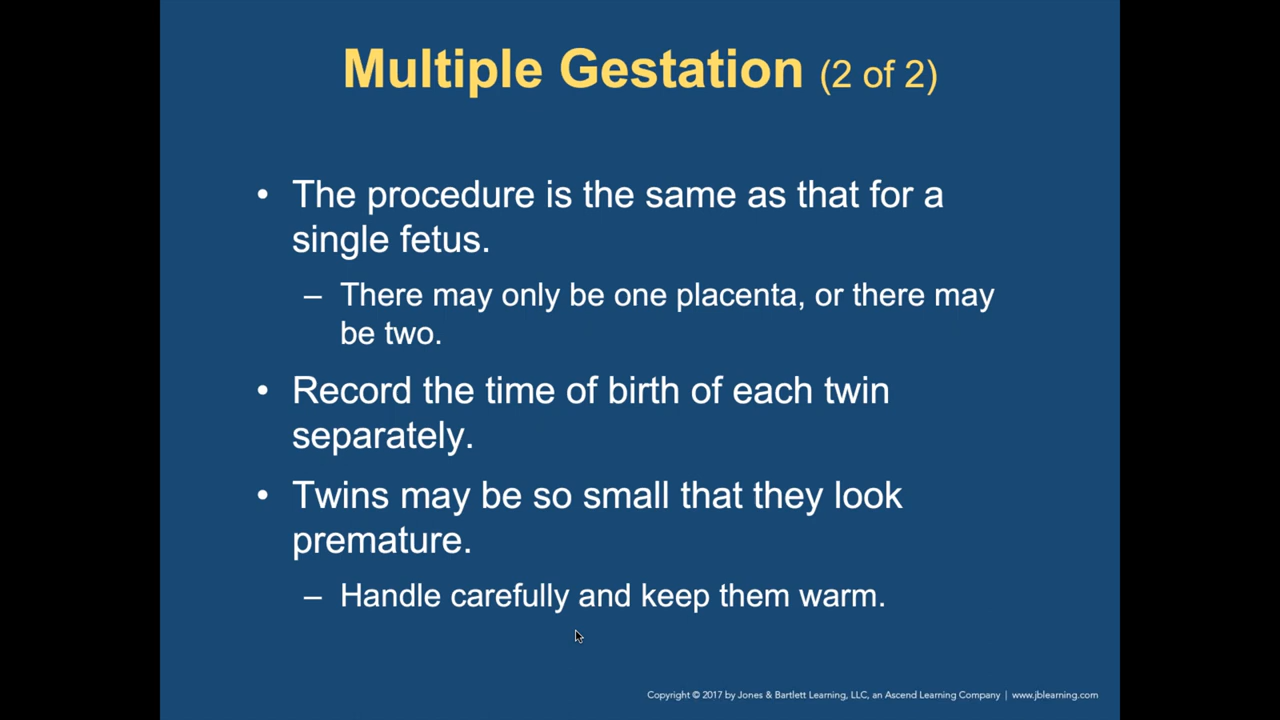 Multiple Gestation (2 of 2)
• The procedure is the same as that for a
single fetus.
– There may only be one placenta, or there may
be two.
• Record the time of birth of each twin
separately.
• Twins may be so small that they look
premature.
– Handle carefully and keep them warm.
Copyright © 2017 by Jones & Bartlett Learning, LLC, an Ascend Learning Company | www.jblearning.com